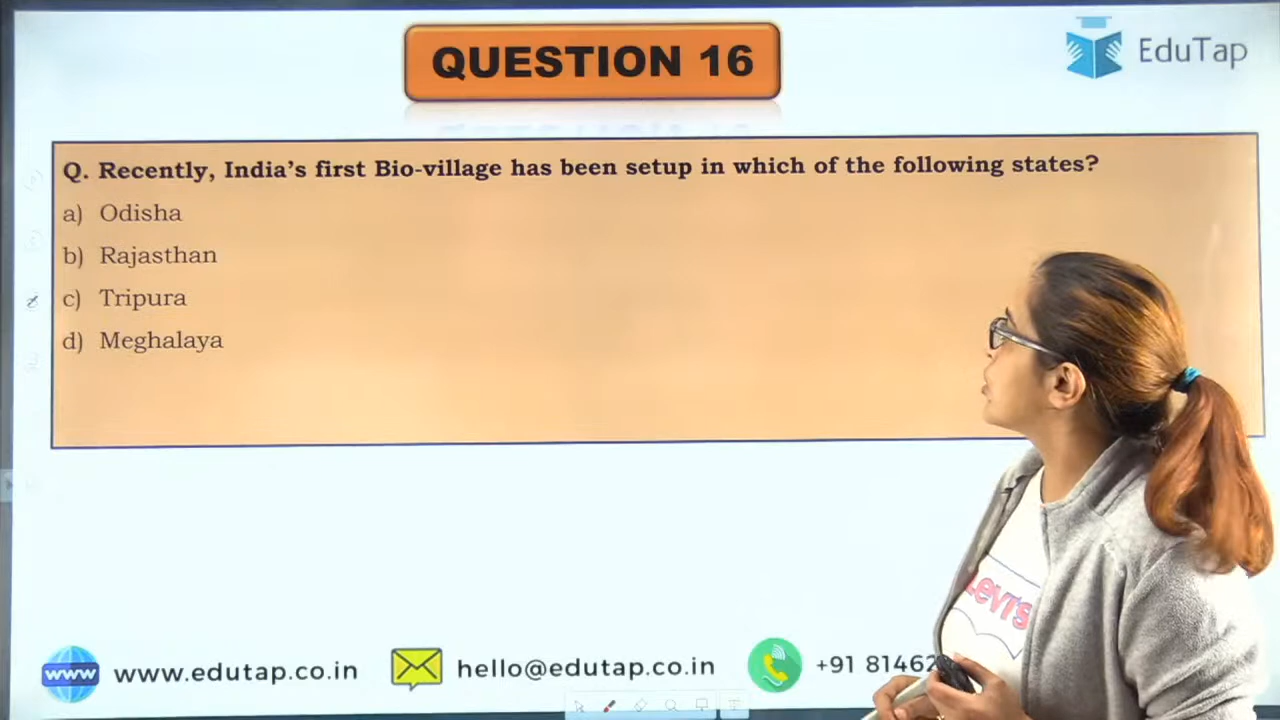 QUESTION 16
EduTap
Q. Recently, India's first Bio-village has been setup in which of the following states?
a) Odisha
b) Rajasthan
c) Tripura
d) Meghalaya
LEVI'S
www www.edutap.co.in hello@edutap.co.in +91 81462